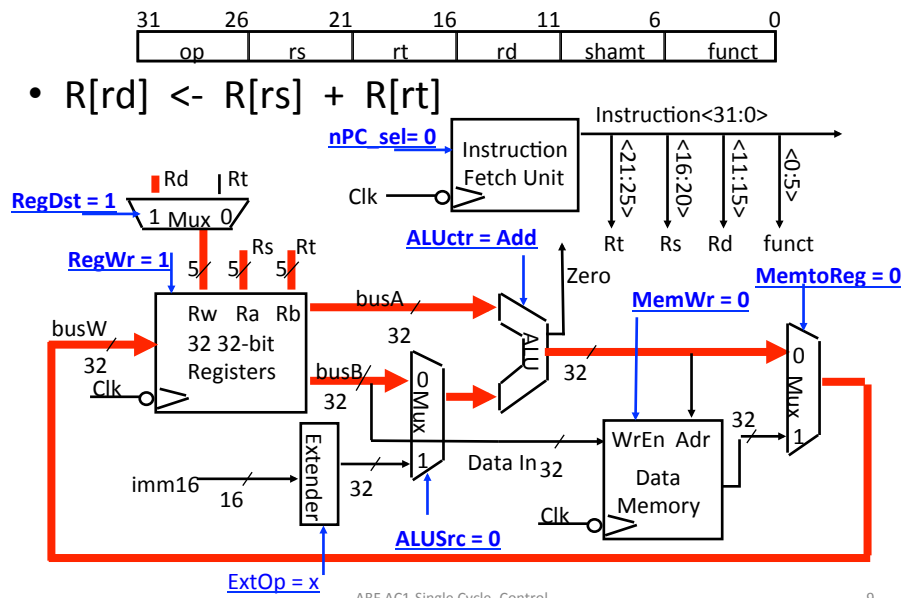 31 26 21 16 11 6 0
op rs rt rd shamt funct
• R[rd] <- R[rs] + R[rt]
Instruction<31:0>
nPC_sel= 0
Instruction
Fetch Unit
Clk
<21:25>
<16:20>
<11:15>
<0:5>
Rt Rs Rd funct
Rd Rt
RegDst = 1
1 Mux 0
RegWr = 1
Rs Rt
5 5 5
ALUctr = Add
Zero
MemWr = 0
MemtoReg = 0
busW
32
Rw Ra Rb
32 32-bit
Registers
Clk
busA
32
busB
32
0
Mux
1
ALU
32
0
Mux
1
32
WrEn Adr
Data
Memory
Clk
Data In 32
imm16
16
Extender
32
ALUSrc = 0
ExtOp = x
9